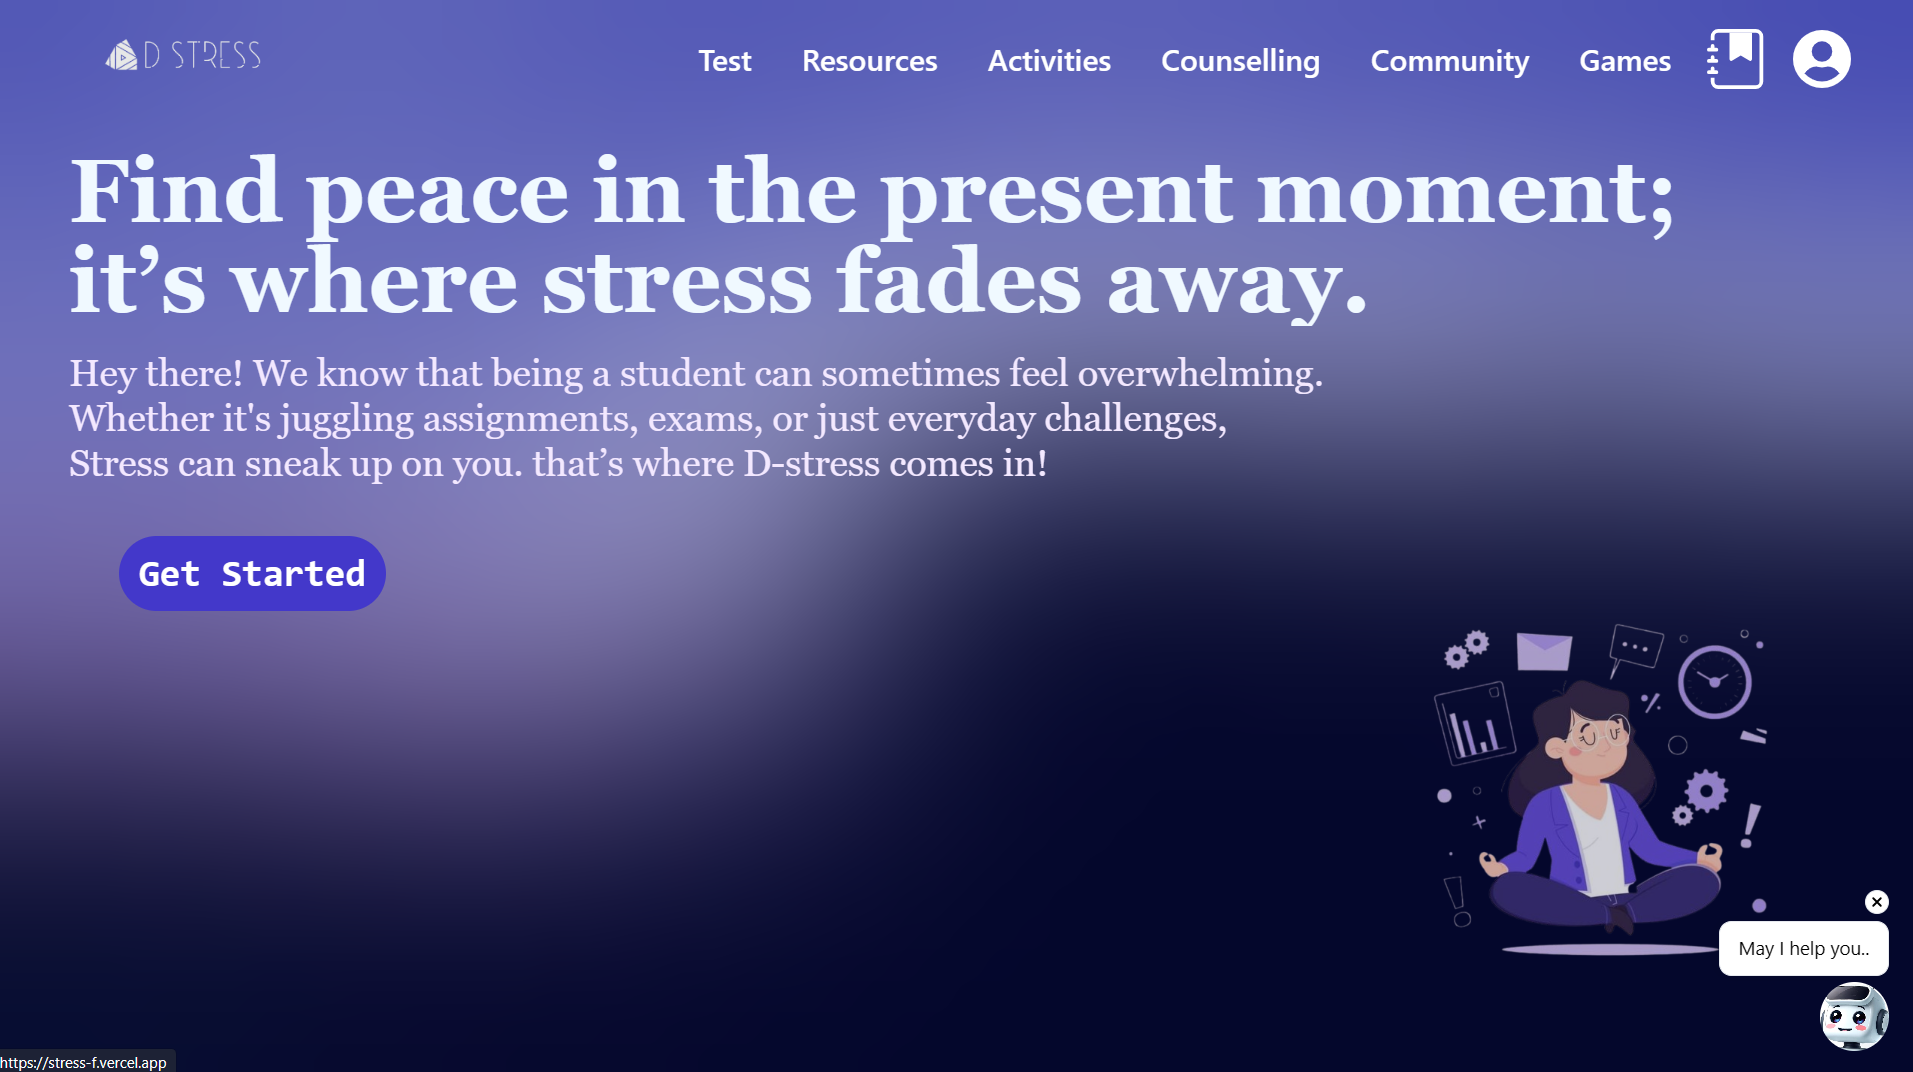 D STRESS
Test Resources Activities Counselling Community Games
Find peace in the present moment;
it’s where stress fades away.
Hey there! We know that being a student can sometimes feel overwhelming.
Whether it's juggling assignments, exams, or just everyday challenges,
Stress can sneak up on you. that’s where D-stress comes in!
Get Started
May I help you..
https://stress-f.vercel.app